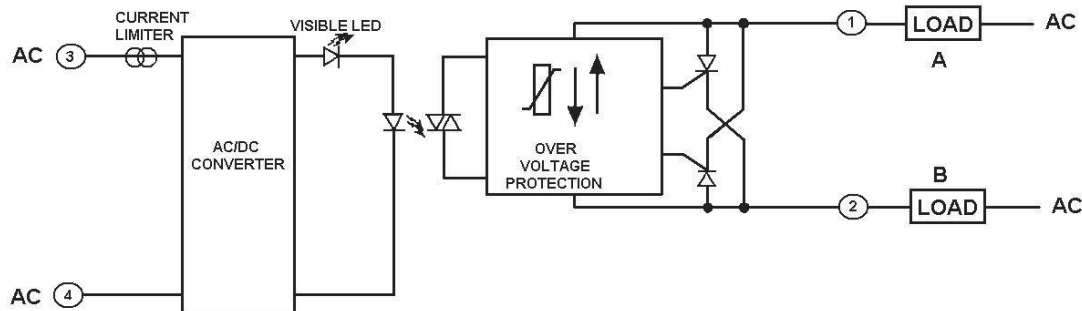 CURRENT
LIMITER
VISIBLE LED
AC 3
AC/DC
CONVERTER
AC 4
OVER
VOLTAGE
PROTECTION
1 LOAD AC
A
B
2 LOAD AC